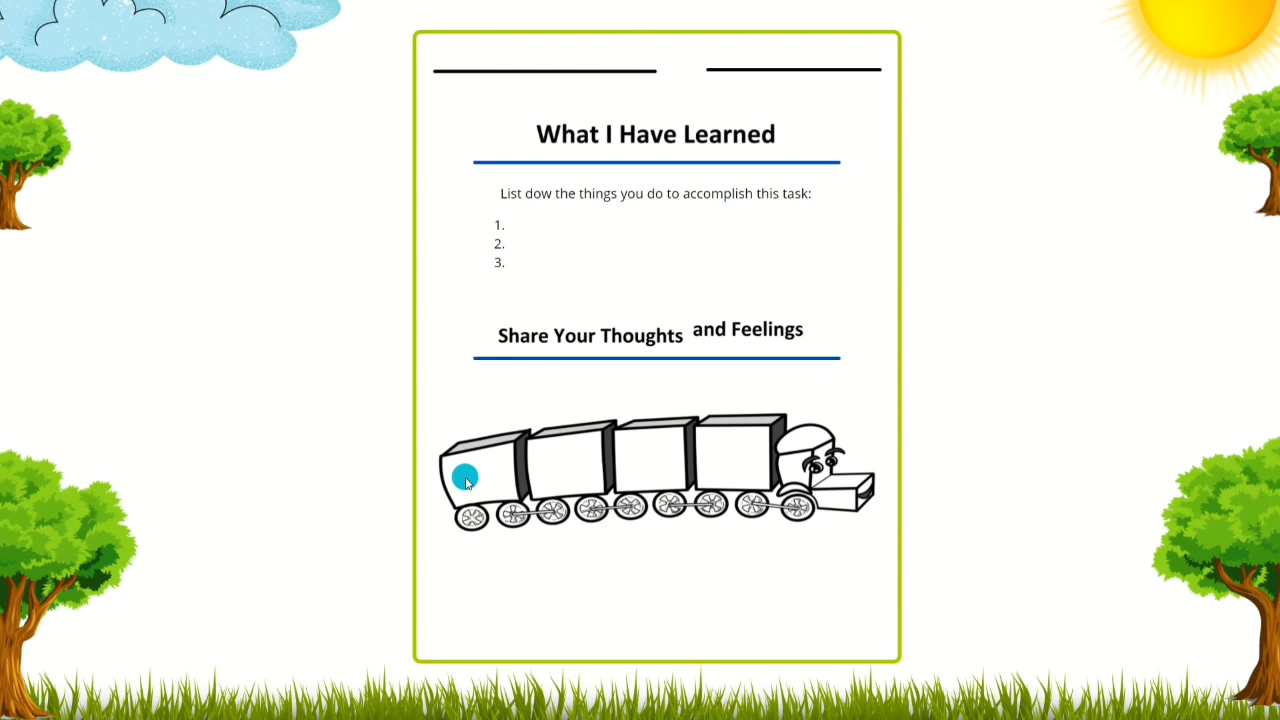 What I Have Learned
List dow the things you do to accomplish this task:
1.
2.
3.
Share Your Thoughts and Feelings